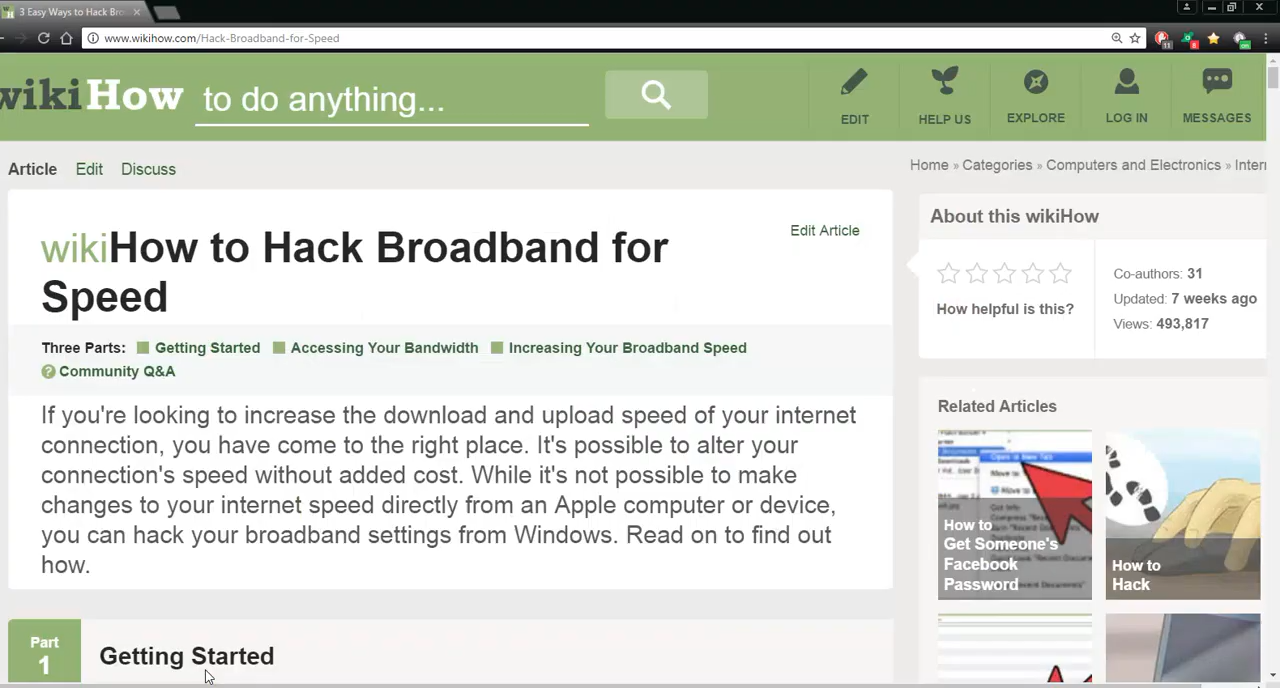 3 Easy Ways to Hack Bro
www.wikihow.com/Hack-Broadband-for-Speed
11
8
on
wikiHow to do anything...
EDIT
HELP US
EXPLORE
LOG IN
MESSAGES
Article Edit Discuss
Home » Categories » Computers and Electronics » Inter
wikiHow to Hack Broadband for
Speed
Edit Article
Three Parts: Getting Started Accessing Your Bandwidth Increasing Your Broadband Speed
? Community Q&A
If you're looking to increase the download and upload speed of your internet
connection, you have come to the right place. It's possible to alter your
connection's speed without added cost. While it's not possible to make
changes to your internet speed directly from an Apple computer or device,
you can hack your broadband settings from Windows. Read on to find out
how.
Part
1
Getting Started
About this wikiHow
How helpful is this?
Co-authors: 31
Updated: 7 weeks ago
Views: 493,817
Related Articles
How to
Get Someone's
Facebook
Password
How to
Hack